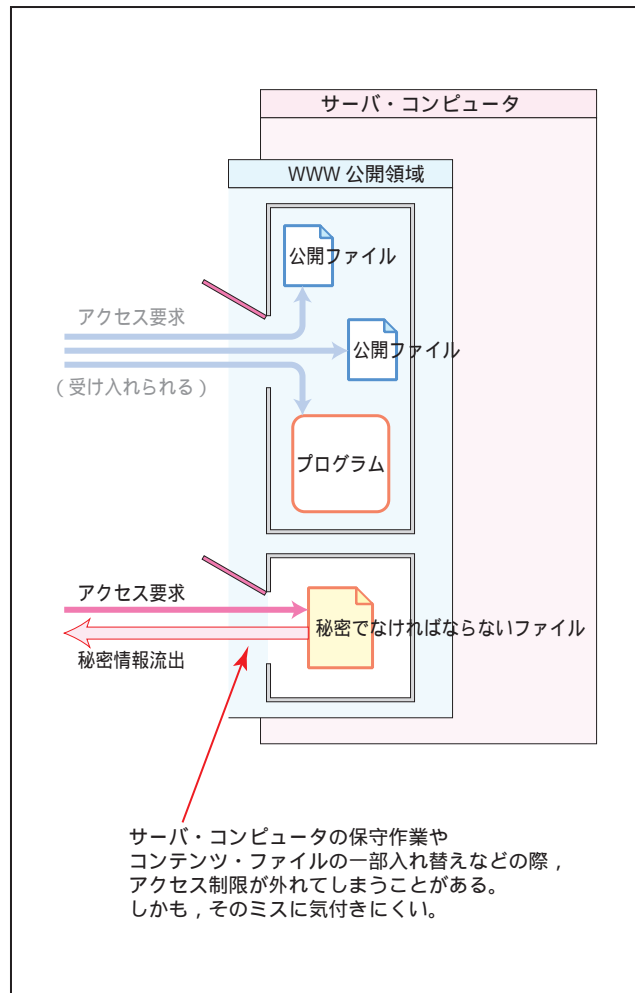 サーバ・コンピュータ
WWW 公開領域
公開ファイル
アクセス要求
公開ファイル
(受け入れられる)
プログラム
アクセス要求
秘密でなければならないファイル
秘密情報流出
サーバ・コンピュータの保守作業や
コンテンツ・ファイルの一部入れ替えなどの際,
アクセス制限が外れてしまうことがある。
しかも,そのミスに気付きにくい。